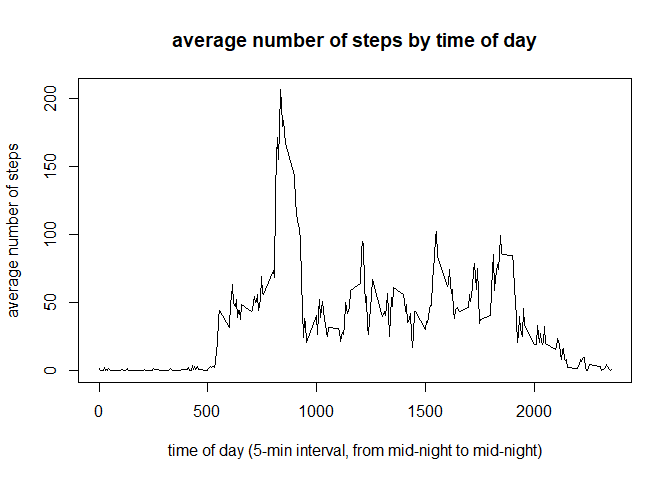 average number of steps by time of day
average number of steps
200
150
100
50
0
0 500 1000 1500 2000
time of day (5-min interval, from mid-night to mid-night)